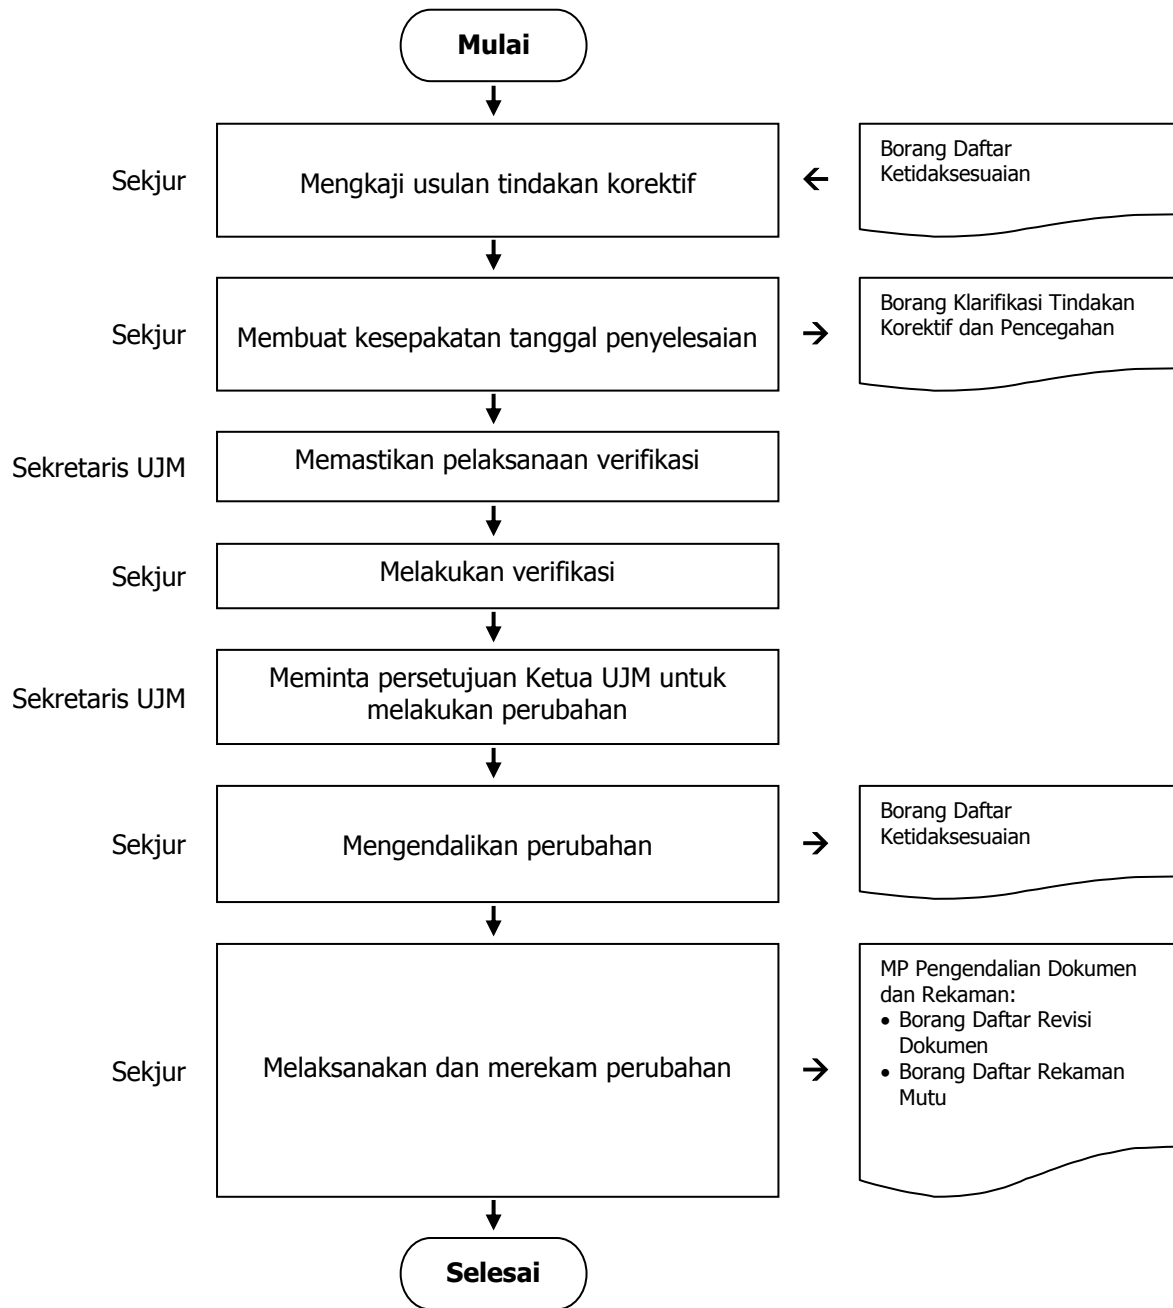 Mulai
Sekjur
Mengkaji usulan tindakan korektif
Borang Daftar
Ketidaksesuaian
Sekjur
Membuat kesepakatan tanggal penyelesaian
Borang Klarifikasi Tindakan
Korektif dan Pencegahan
Sekretaris UJM
Memastikan pelaksanaan verifikasi
Sekjur
Melakukan verifikasi
Sekretaris UJM
Meminta persetujuan Ketua UJM untuk
melakukan perubahan
Sekjur
Mengendalikan perubahan
Borang Daftar
Ketidaksesuaian
Sekjur
Melaksanakan dan merekam perubahan
MP Pengendalian Dokumen
dan Rekaman:
• Borang Daftar Revisi
Dokumen
• Borang Daftar Rekaman
Mutu
Selesai